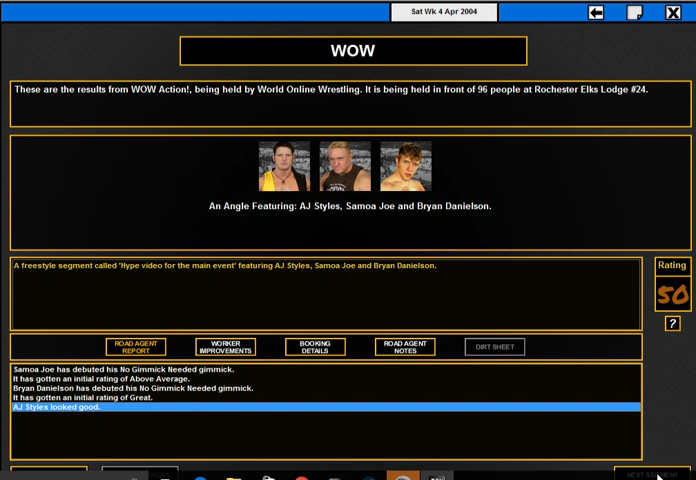 Sat Wk 4 Apr 2004
WOW
These are the results from WOW Action!, being held by World Online Wrestling. It is being held in front of 96 people at Rochester Elks Lodge #24.
An Angle Featuring: AJ Styles, Samoa Joe and Bryan Danielson.
A freestyle segment called 'Hype video for the main event' featuring AJ Styles, Samoa Joe and Bryan Danielson.
Rating
50
?
ROAD AGENT REPORT
WORKER IMPROVEMENTS
BOOKING DETAILS
ROAD AGENT NOTES
DIRT SHEET
Samoa Joe has debuted his No Gimmick Needed gimmick.
It has gotten an initial rating of Above Average.
Bryan Danielson has debuted his No Gimmick Needed gimmick.
It has gotten an initial rating of Great.
AJ Styles looked good.
NEXT SEGMENT